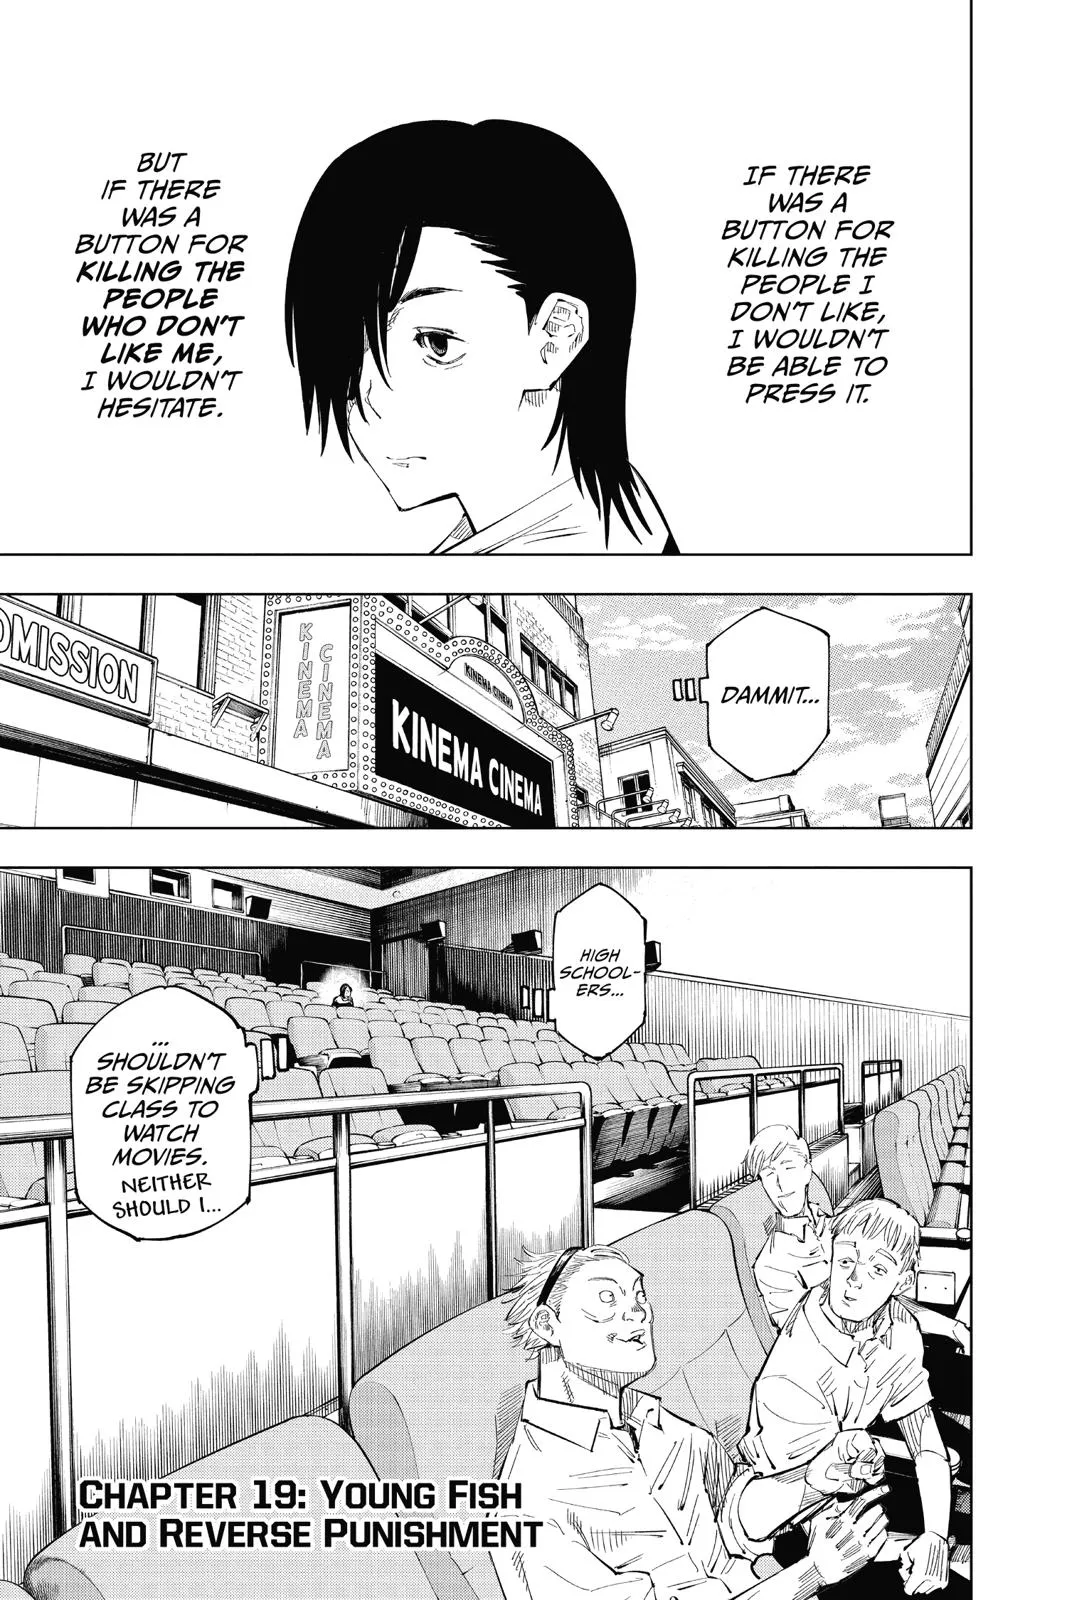 IF THERE
WAS A
BUTTON FOR
KILLING THE
PEOPLE I
DON'T LIKE,
I WOULDN'T
BE ABLE TO
PRESS IT.
BUT
IF THERE
WAS A
BUTTON FOR
KILLING THE
PEOPLE
WHO DON'T
LIKE ME,
I WOULDN'T
HESITATE.
DAMMIT...
KINEMA CINEMA
KINEMA CINEMA
KINEMA
CINEMA
DMISSION
HIGH
SCHOOL-
ERS...
...
SHOULDN'T
BE SKIPPING
CLASS TO
WATCH
MOVIES.
NEITHER
SHOULD I...
CHAPTER 19: YOUNG FISH
AND REVERSE PUNISHMENT